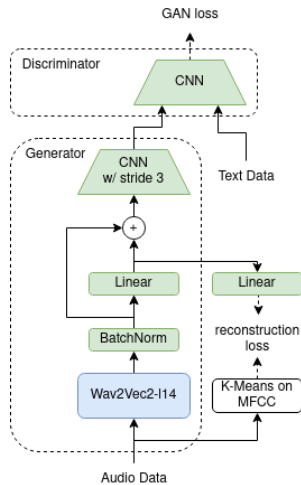 GAN loss
Discriminator
CNN
Generator
CNN
w/ stride 3
Text Data
+
Linear
Linear
BatchNorm
reconstruction
loss
Wav2Vec2-l14
K-Means on
MFCC
Audio Data